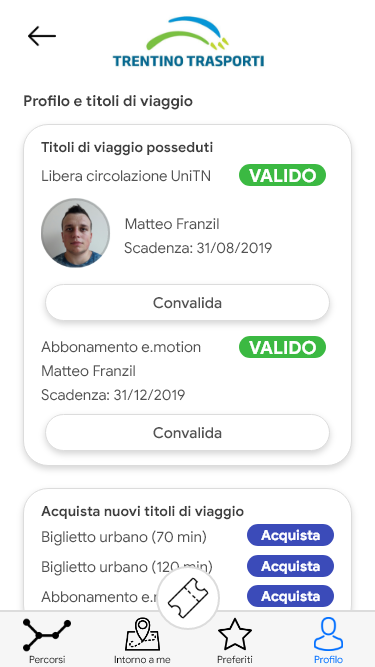 TRENTINO TRASPORTI
Profilo e titoli di viaggio
Titoli di viaggio posseduti
Libera circolazione UniTN VALIDO
Matteo Franzil
Scadenza: 31/08/2019
Convalida
Abbonamento e.motion VALIDO
Matteo Franzil
Scadenza: 31/12/2019
Convalida
Acquista nuovi titoli di viaggio
Biglietto urbano (70 min) Acquista
Biglietto urbano (120 min) Acquista
Abbonamento Acquista
Percorsi Intorno a me Preferiti Profilo